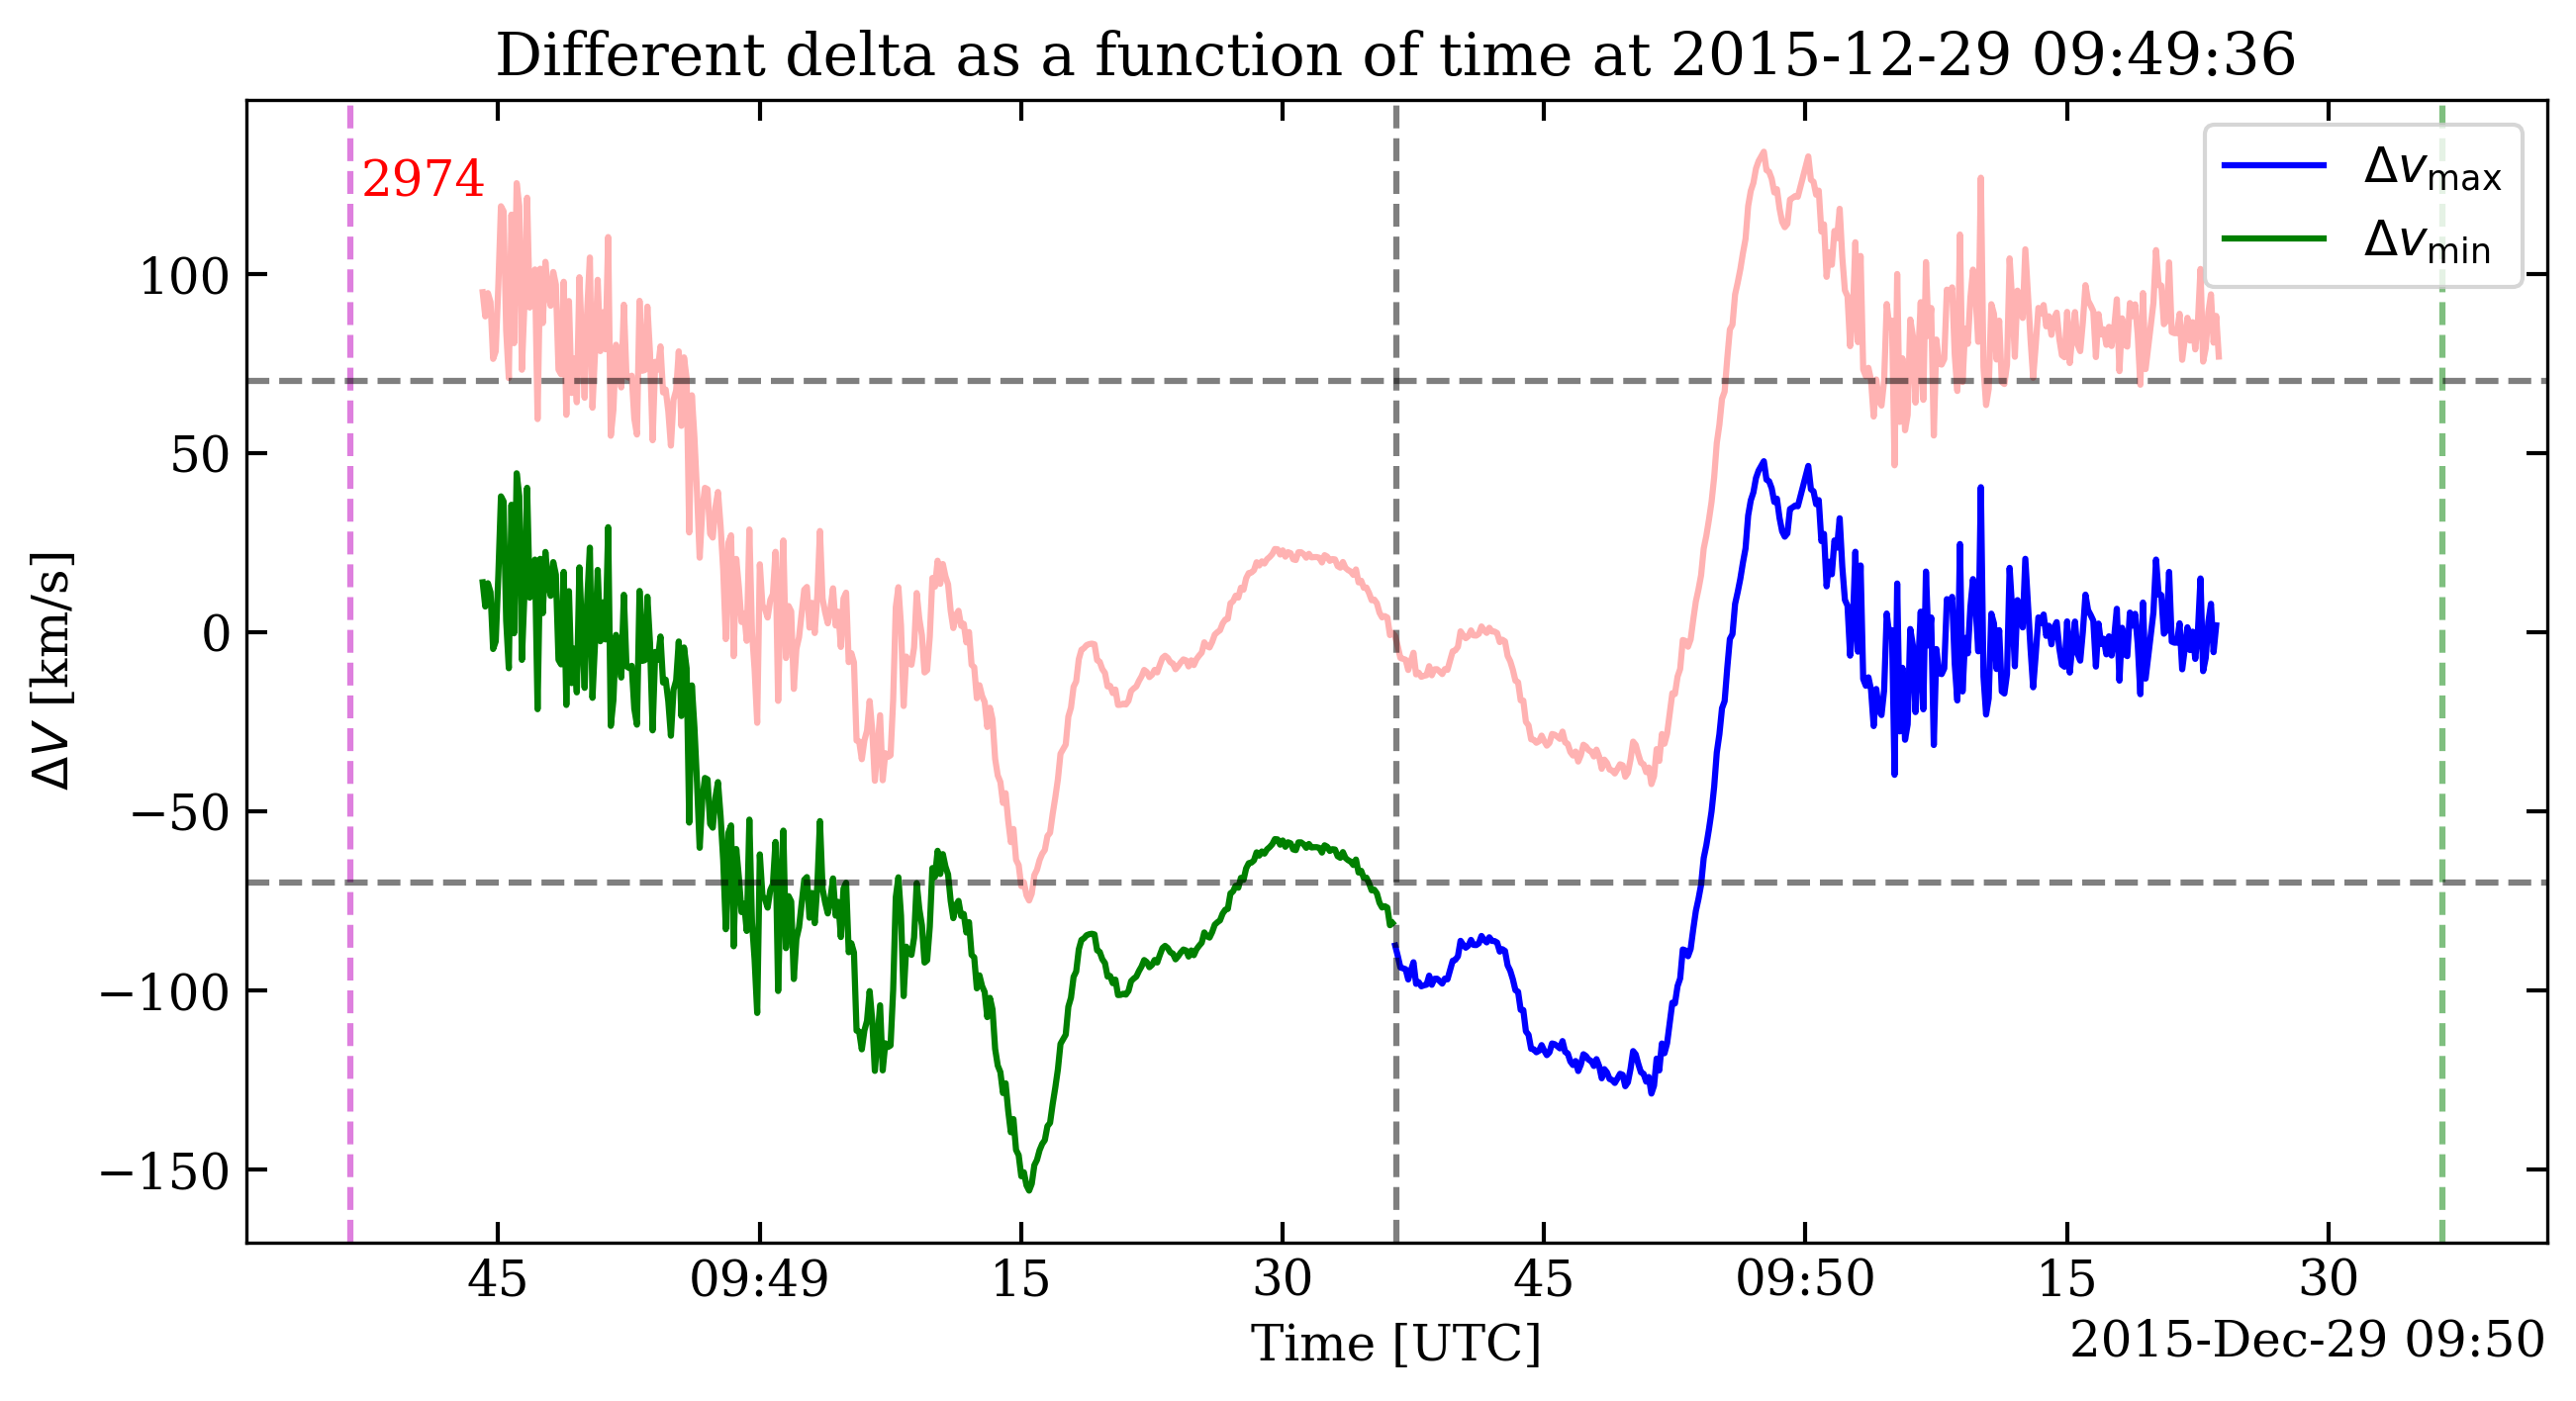 Different delta as a function of time at 2015-12-29 09:49:36
2974
Δv_max
Δv_min
100
50
0
−50
−100
−150
ΔV [km/s]
45 09:49 15 30 45 09:50 15 30
Time [UTC]
2015-Dec-29 09:50